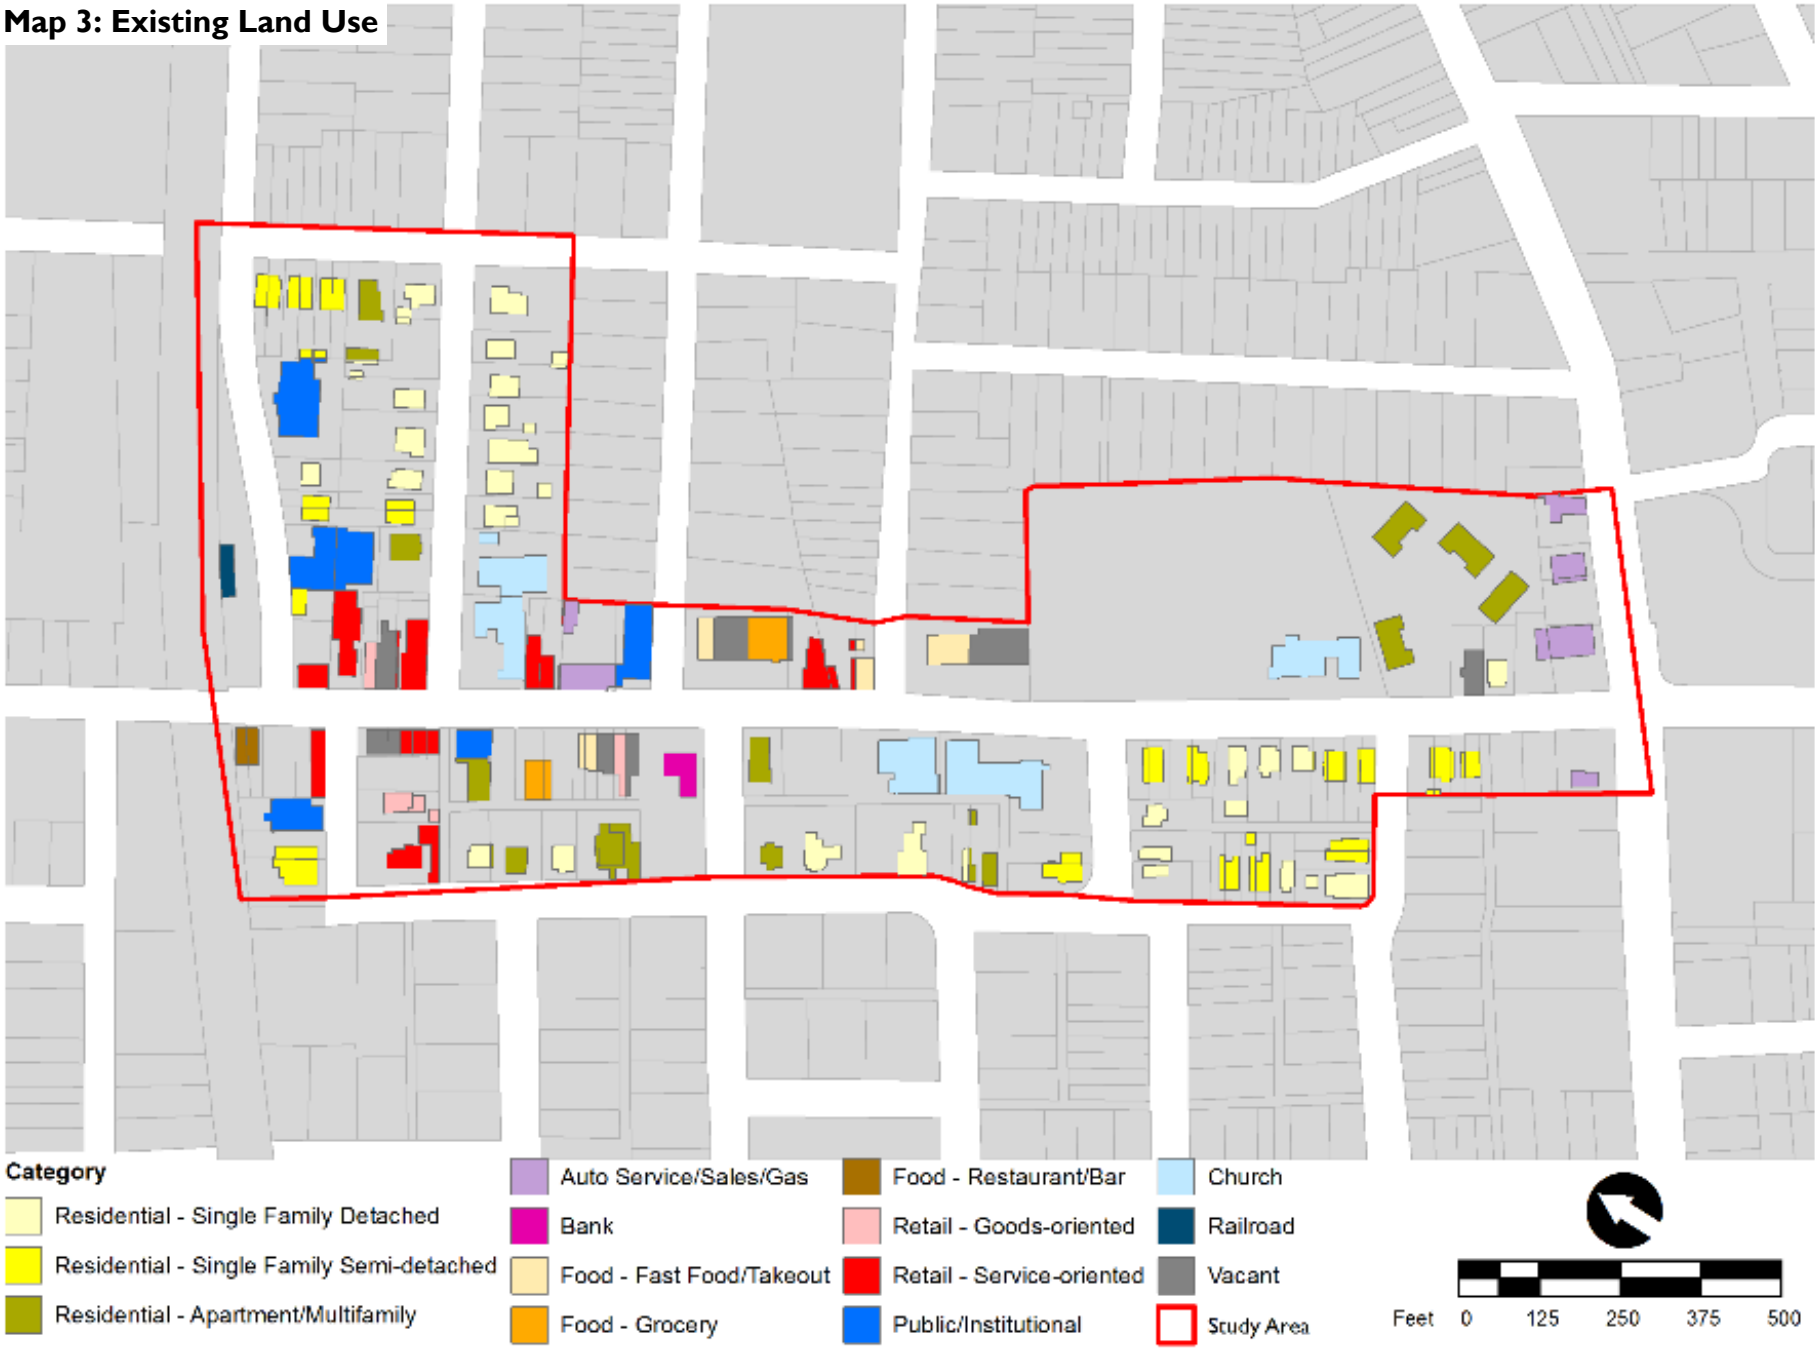 Map 3: Existing Land Use
Category
Residential - Single Family Detached
Residential - Single Family Semi-detached
Residential - Apartment/Multifamily
Auto Service/Sales/Gas
Bank
Food - Fast Food/Takeout
Food - Grocery
Food - Restaurant/Bar
Retail - Goods-oriented
Retail - Service-oriented
Public/Institutional
Church
Railroad
Vacant
Study Area
Feet 0 125 250 375 500